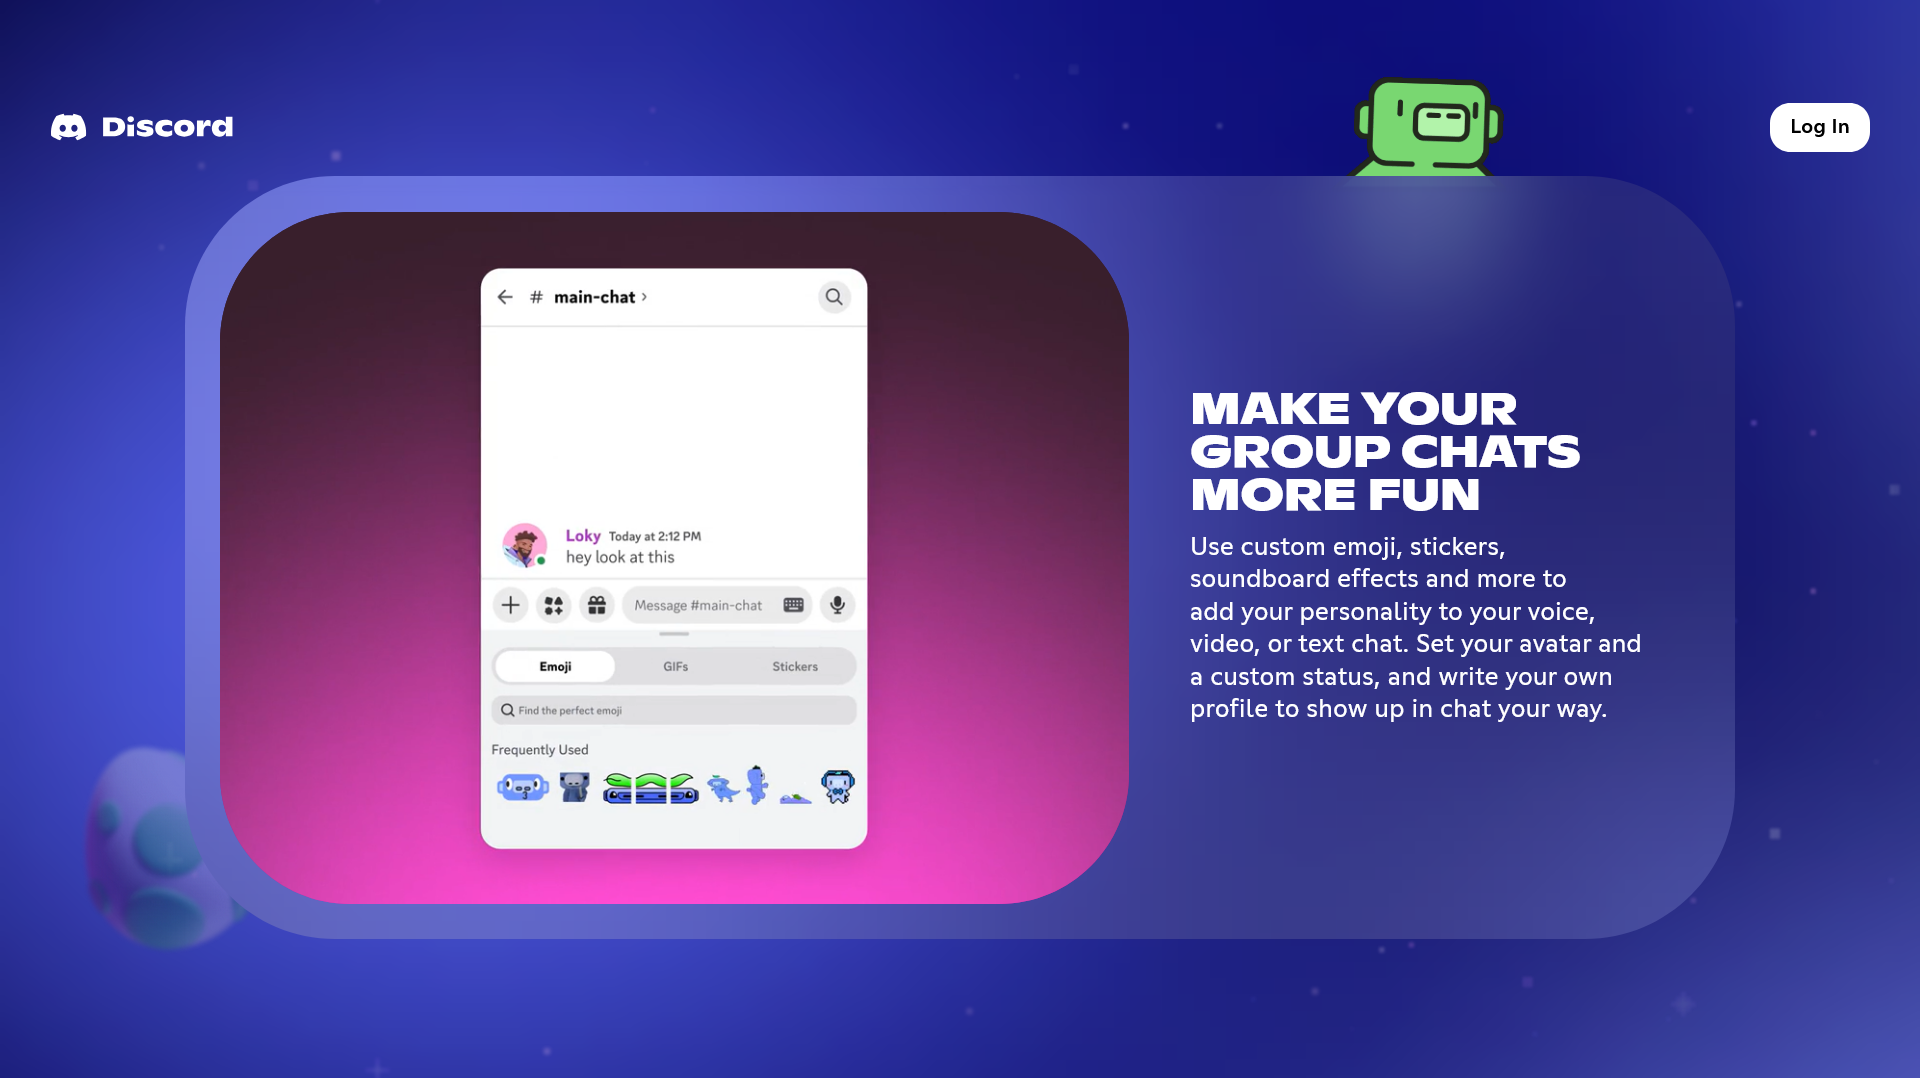 Discord
Log In
# main-chat ›
Loky Today at 2:12 PM
hey look at this
Message #main-chat
Emoji
GIFs
Stickers
Find the perfect emoji
Frequently Used
MAKE YOUR
GROUP CHATS
MORE FUN
Use custom emoji, stickers,
soundboard effects and more to
add your personality to your voice,
video, or text chat. Set your avatar and
a custom status, and write your own
profile to show up in chat your way.